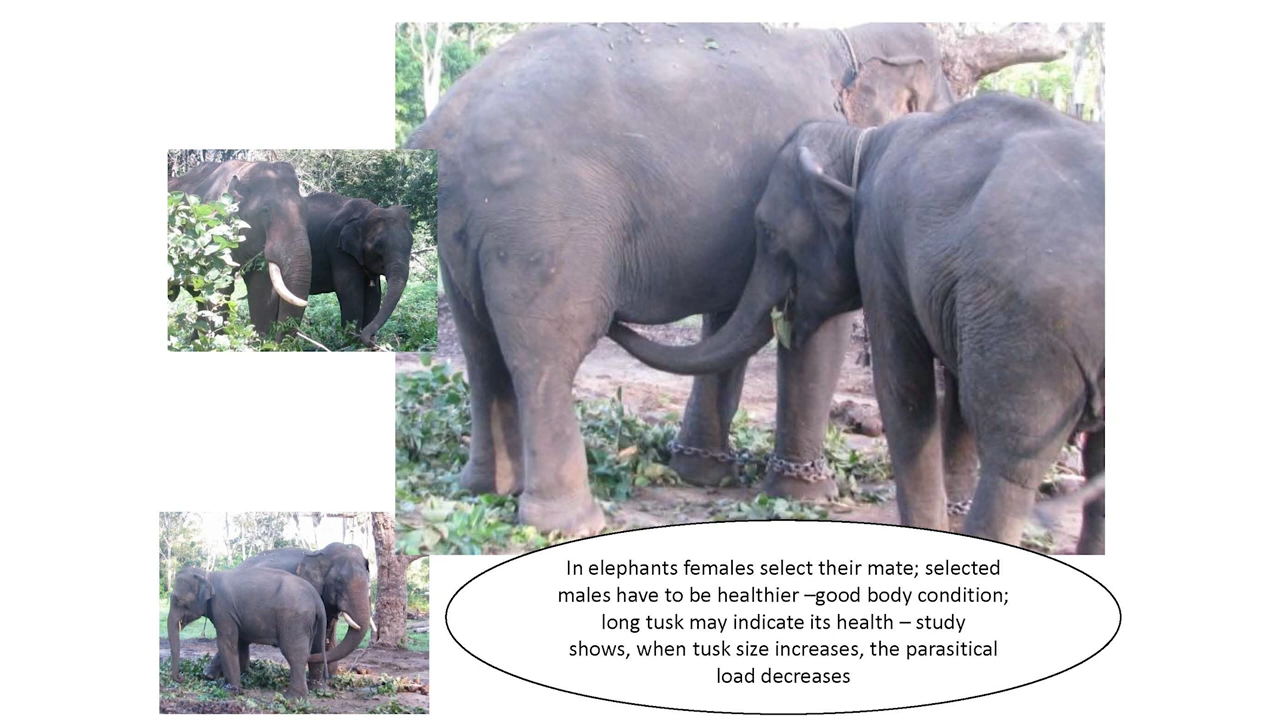 In elephants females select their mate; selected
males have to be healthier –good body condition;
long tusk may indicate its health – study
shows, when tusk size increases, the parasitical
load decreases